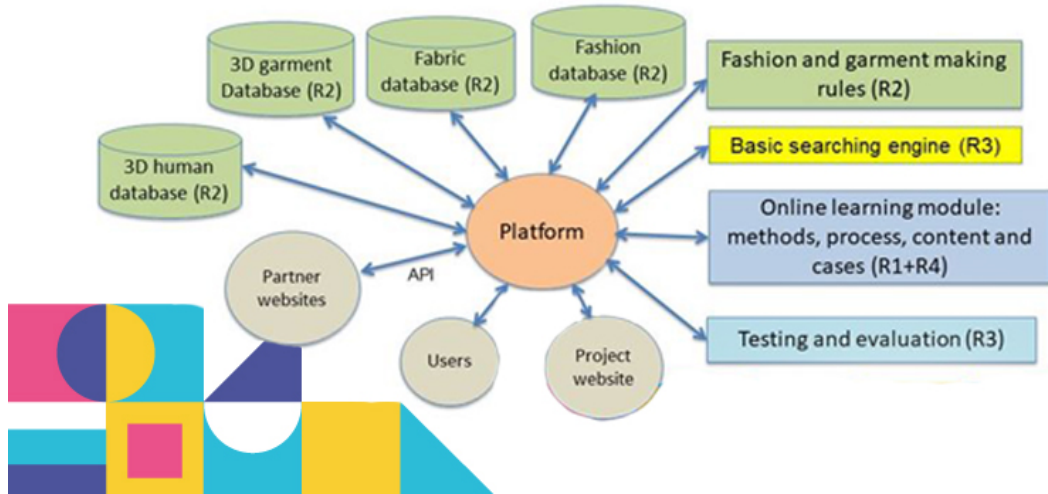 3D garment
Database (R2)
Fabric
database (R2)
Fashion
database (R2)
Fashion and garment making
rules (R2)
3D human
database (R2)
Basic searching engine (R3)
Platform
Online learning module:
methods, process, content and
cases (R1+R4)
Partner
websites
API
Users
Project
website
Testing and evaluation (R3)